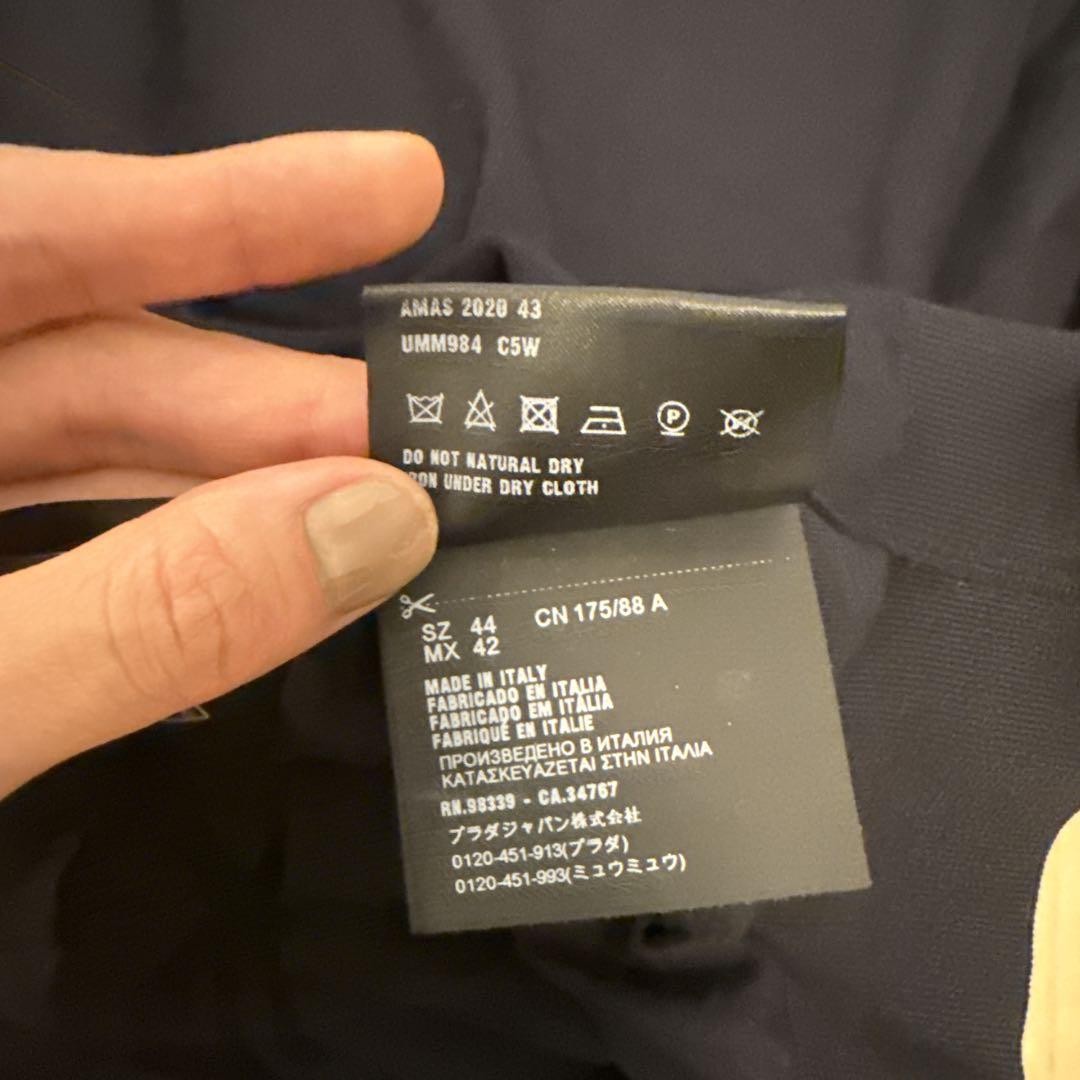 AMAS 2020 43
UMM984 C5W
P
DO NOT NATURAL DRY
IRON UNDER DRY CLOTH
SZ 44 CN 175/88 A
MX 42
MADE IN ITALY
FABRICADO EN ITALIA
FABRICADO EM ITÁLIA
FABRIQUÉ EN ITALIE
ПРОИЗВЕДЕНО В ИТАЛИЯ
ΚΑΤΑΣΚΕΥΑΖΕΤΑΙ ΣΤΗΝ ΙΤΑΛΙΑ
RN.98339 - CA.34767
プラダジャパン株式会社
0120-451-913(プラダ)
0120-451-993(ミュウミュウ)